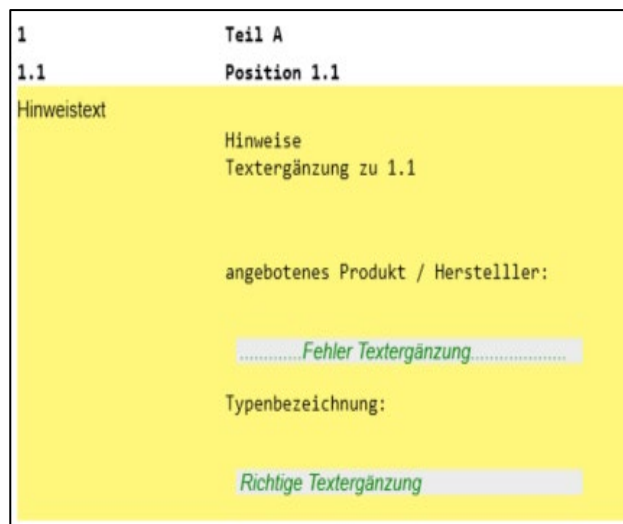 1 Teil A
1.1 Position 1.1
Hinweistext
Hinweise
Textergänzung zu 1.1
angebotenes Produkt / Herstelller:
.............Fehler Textergänzung....................
Typenbezeichnung:
Richtige Textergänzung